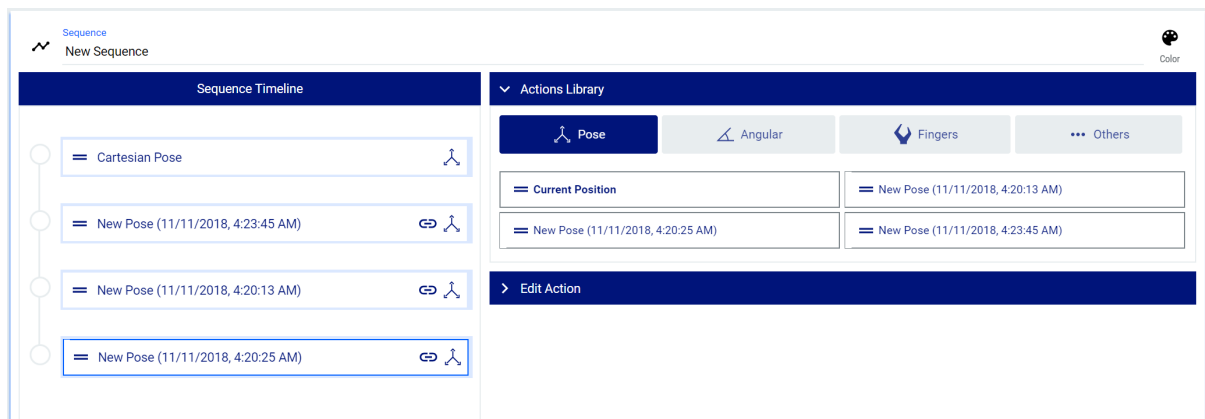 Sequence
New Sequence
Color
Sequence Timeline
Cartesian Pose
New Pose (11/11/2018, 4:23:45 AM)
New Pose (11/11/2018, 4:20:13 AM)
New Pose (11/11/2018, 4:20:25 AM)
Actions Library
Pose
Angular
Fingers
Others
Current Position
New Pose (11/11/2018, 4:20:13 AM)
New Pose (11/11/2018, 4:20:25 AM)
New Pose (11/11/2018, 4:23:45 AM)
Edit Action